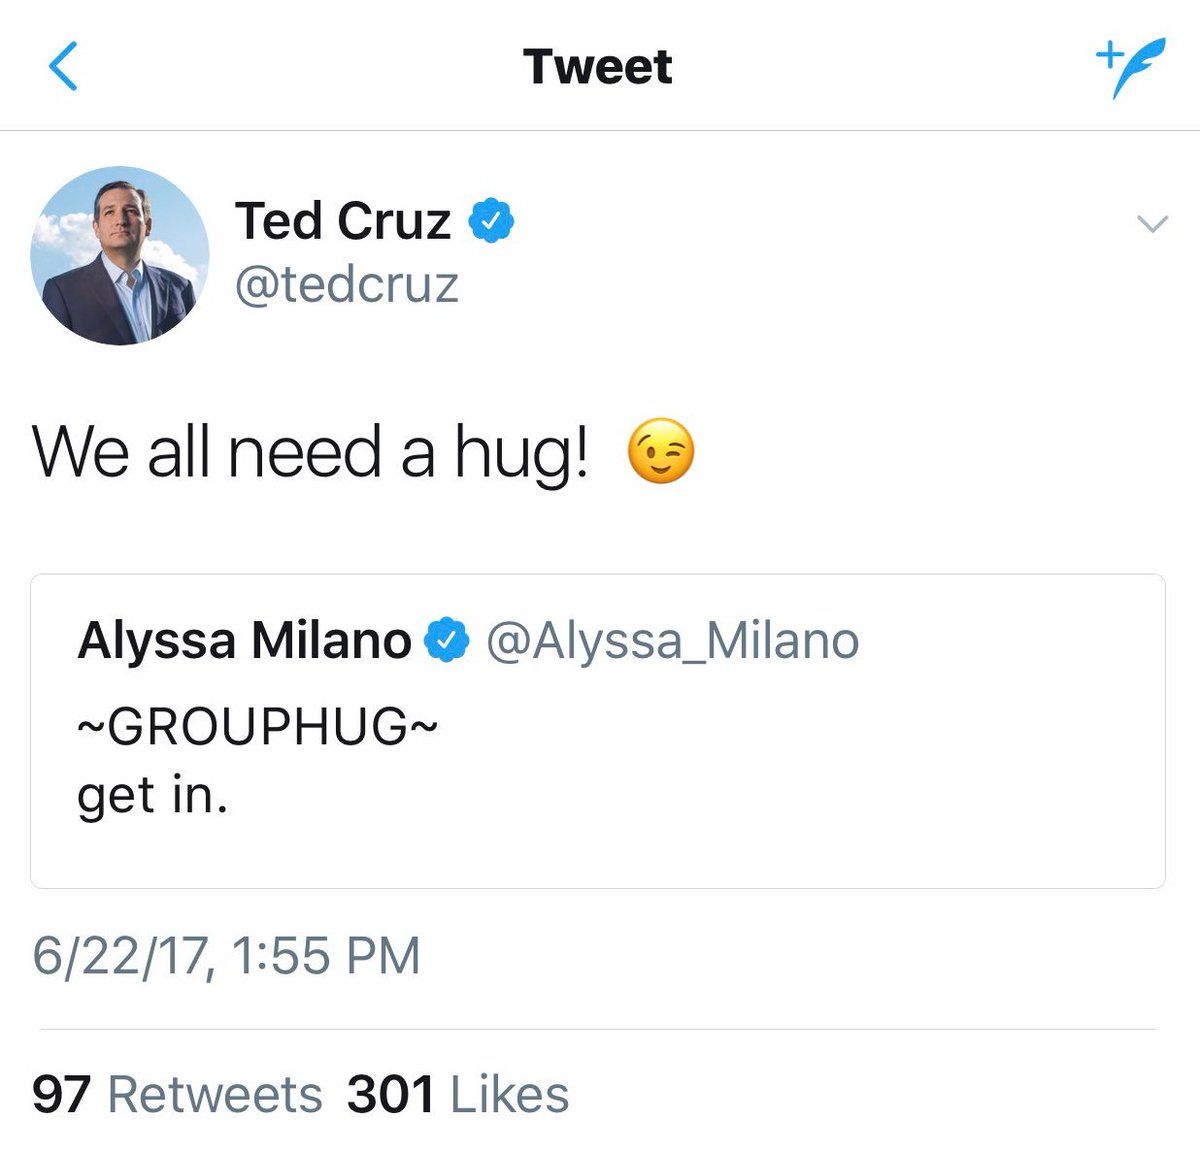 Tweet
Ted Cruz
@tedcruz
We all need a hug! 😉
Alyssa Milano @Alyssa_Milano
~GROUPHUG~
get in.
6/22/17, 1:55 PM
97 Retweets 301 Likes